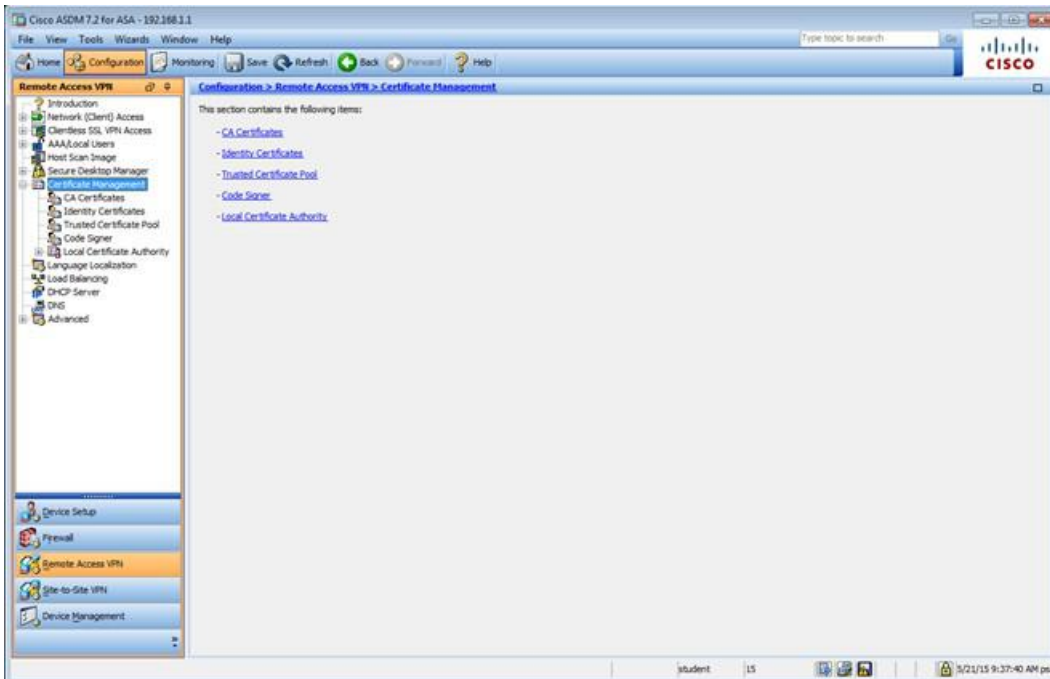 Cisco ASDM 7.2 for ASA - 192.168.1.1
File View Tools Wizards Window Help
Type topic to search Go
Home Configuration Monitoring Save Refresh Back Forward Help
CISCO
Remote Access VPN
Configuration > Remote Access VPN > Certificate Management
Introduction
Network (Client) Access
Clientless SSL VPN Access
AAA/Local Users
Host Scan Image
Secure Desktop Manager
Certificate Management
CA Certificates
Identity Certificates
Trusted Certificate Pool
Code Signer
Local Certificate Authority
Language Localization
Load Balancing
DHCP Server
DNS
Advanced
This section contains the following items:
- CA Certificates
- Identity Certificates
- Trusted Certificate Pool
- Code Signer
- Local Certificate Authority
Device Setup
Firewall
Remote Access VPN
Site-to-Site VPN
Device Management
student 15 5/21/15 9:37:40 AM ps